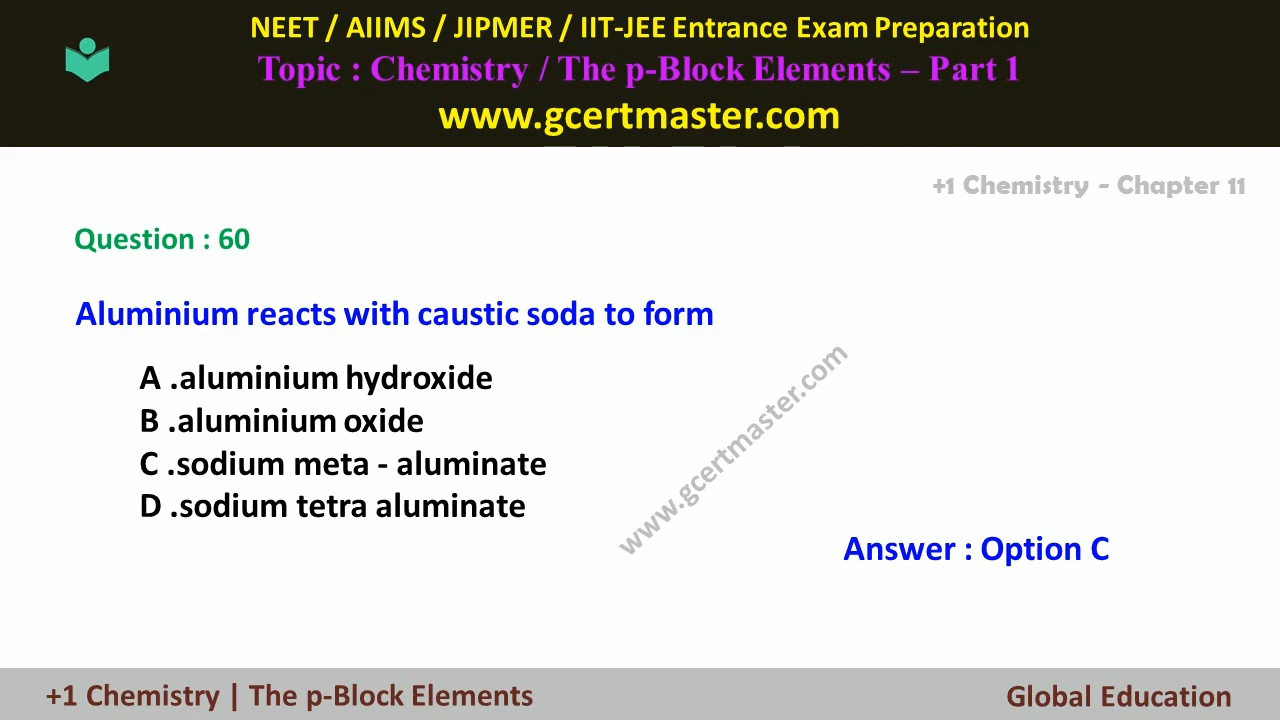 NEET / AIIMS / JIPMER / IIT-JEE Entrance Exam Preparation
Topic : Chemistry / The p-Block Elements – Part 1
www.gcertmaster.com
+1 Chemistry - Chapter 11
Question : 60
Aluminium reacts with caustic soda to form
A .aluminium hydroxide
B .aluminium oxide
C .sodium meta - aluminate
D .sodium tetra aluminate
www.gcertmaster.com
Answer : Option C
+1 Chemistry | The p-Block Elements
Global Education